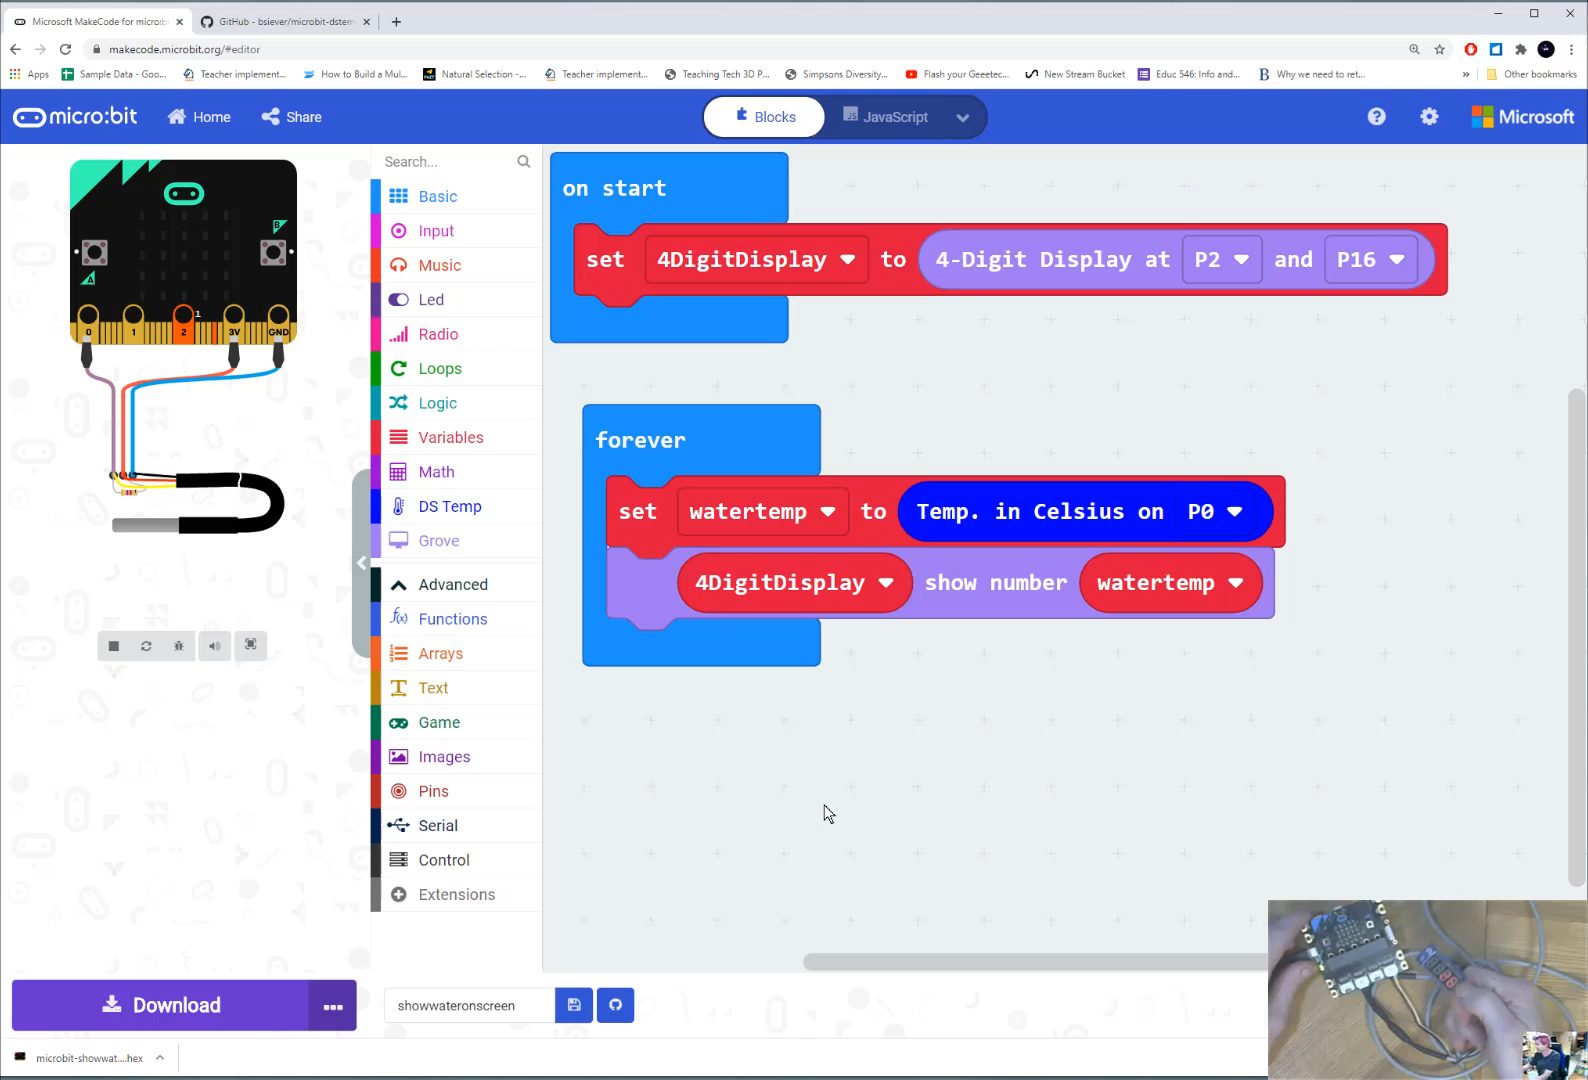 Microsoft MakeCode for micro:b
GitHub - bsiever/microbit-dstem
makecode.microbit.org/#editor
Apps
Sample Data - Goo...
Teacher implement...
How to Build a Mul...
Natural Selection -...
Teacher implement...
Teaching Tech 3D P...
Simpsons Diversity...
Flash your Geeetec...
New Stream Bucket
Educ 546: Info and...
Why we need to ret...
»
Other bookmarks
micro:bit
Home
Share
Blocks
JavaScript
Microsoft
A
B
0
1
2
1
3V
GND
Search...
Basic
Input
Music
Led
Radio
Loops
Logic
Variables
Math
DS Temp
Grove
Advanced
Functions
Arrays
Text
Game
Images
Pins
Serial
Control
Extensions
on start
set 4DigitDisplay to 4-Digit Display at P2 and P16
forever
set watertemp to Temp. in Celsius on P0
4DigitDisplay show number watertemp
Download
...
showwateronscreen
microbit-showwat....hex